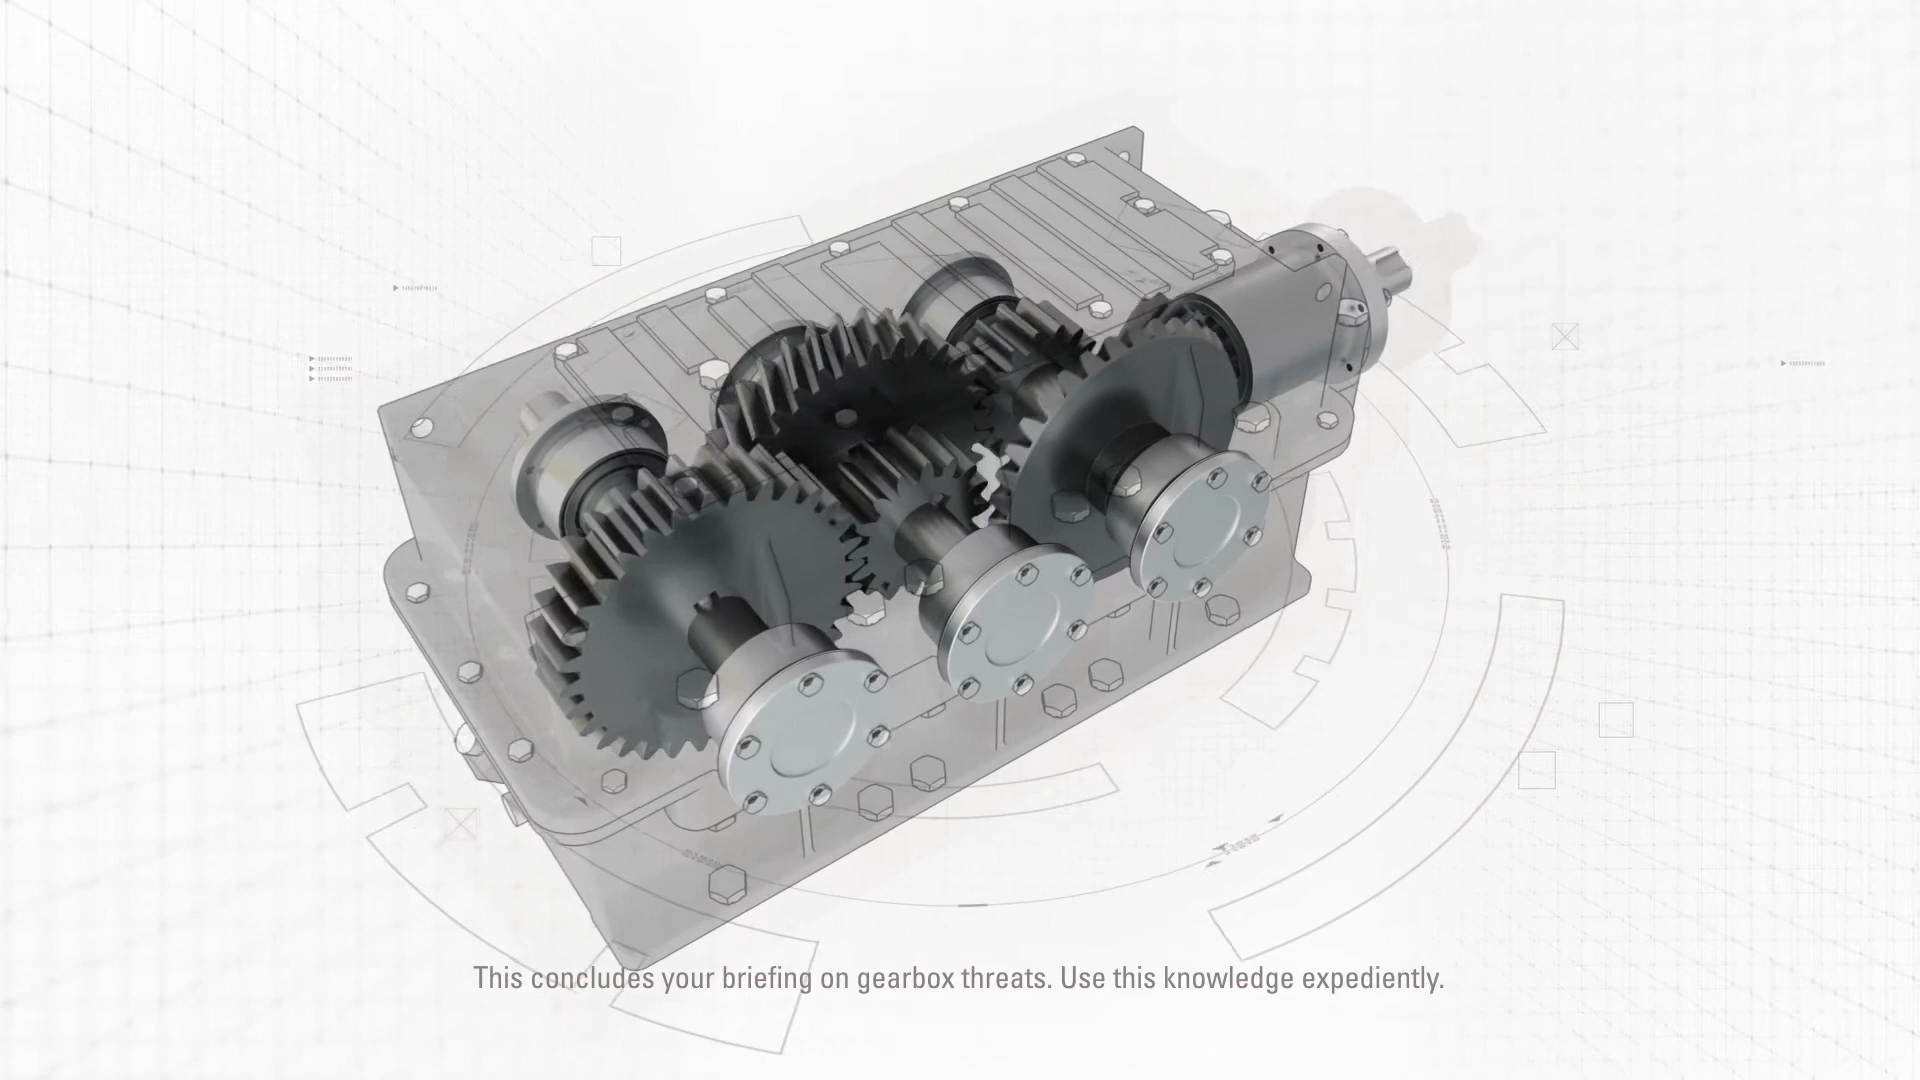 This concludes your briefing on gearbox threats. Use this knowledge expediently.